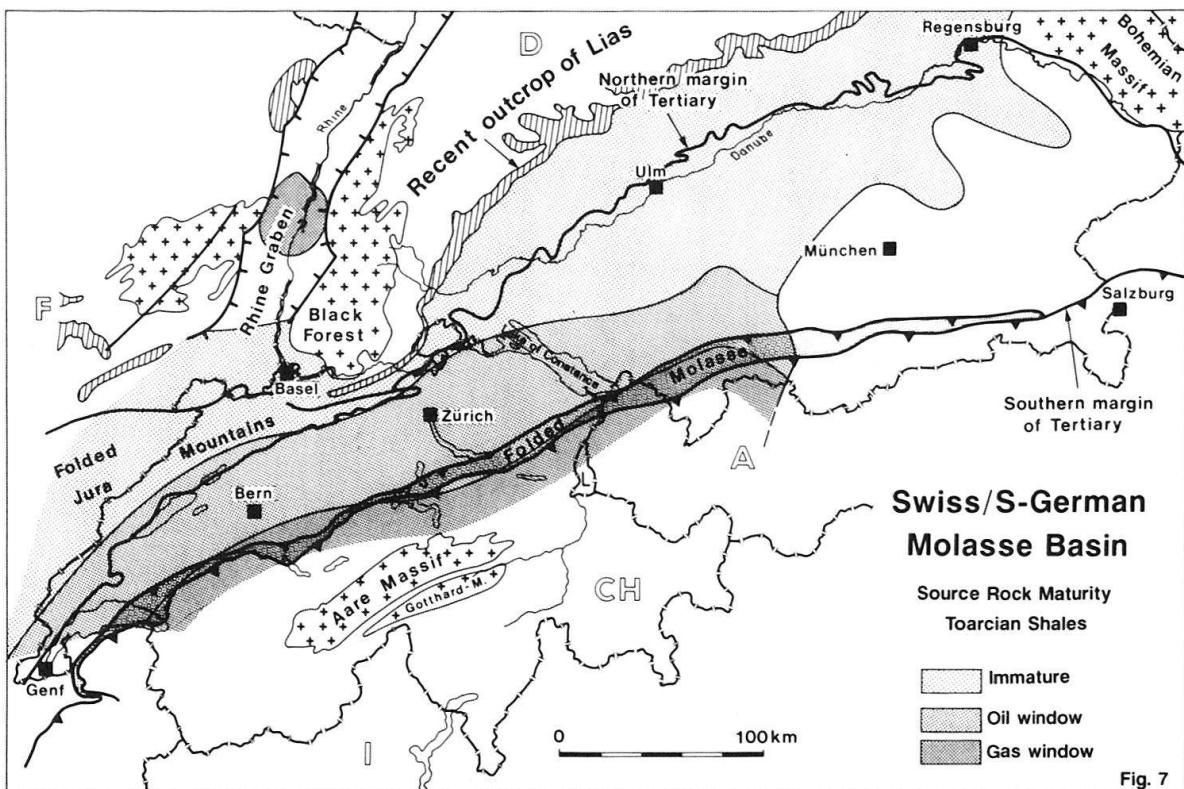 D
Regensburg
Bohemian
Massif
Recent outcrop of Lias
Northern margin
of Tertiary
Rhine
Danube
Ulm
München
Rhine Graben
F
Black
Forest
Salzburg
Basel
Lake of Constance
Molasse
Zürich
Folded
Southern margin
of Tertiary
Mountains
Folded
Jura
A
Bern
L
Swiss/S-German
Molasse Basin
Aare Massif
Gotthard-M.
CH
Source Rock Maturity
Toarcian Shales
Genf
Immature
Oil window
Gas window
I
0 100km
Fig. 7